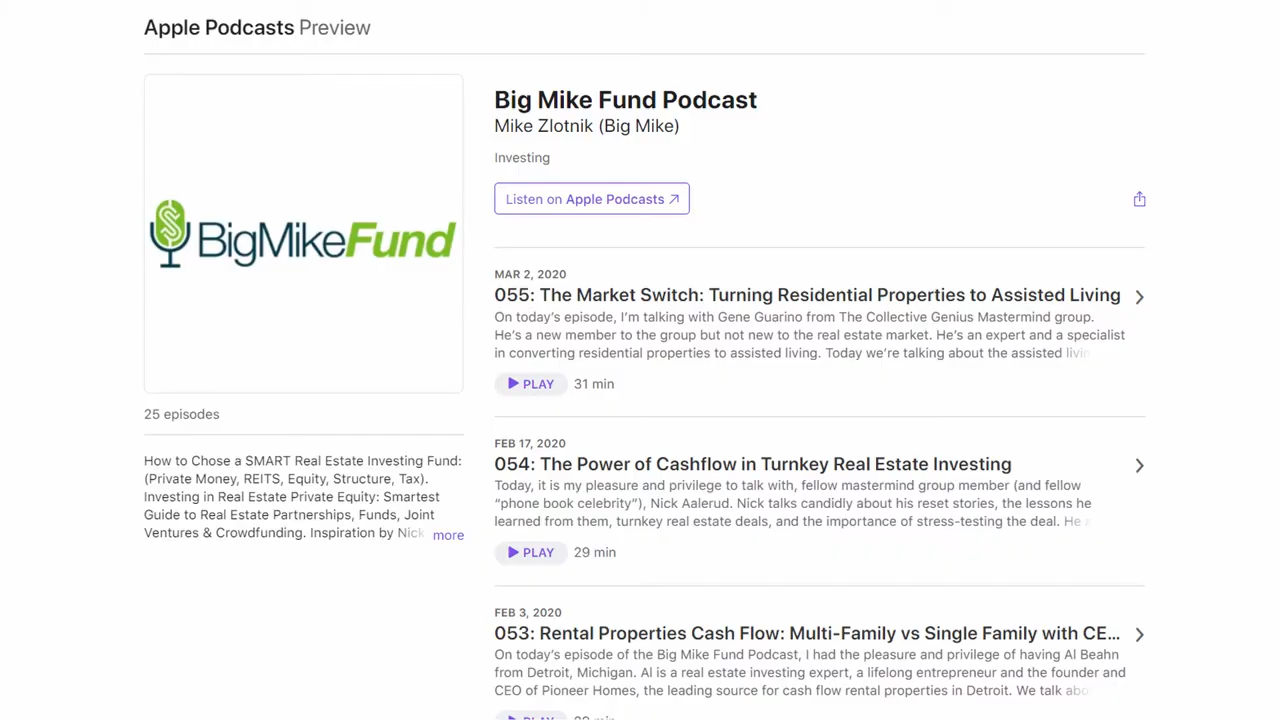 Apple Podcasts Preview
BigMikeFund
25 episodes
How to Chose a SMART Real Estate Investing Fund:
(Private Money, REITS, Equity, Structure, Tax).
Investing in Real Estate Private Equity: Smartest
Guide to Real Estate Partnerships, Funds, Joint
Ventures & Crowdfunding. Inspiration by Nick more
Big Mike Fund Podcast
Mike Zlotnik (Big Mike)
Investing
Listen on Apple Podcasts ↗
MAR 2, 2020
055: The Market Switch: Turning Residential Properties to Assisted Living
On today’s episode, I’m talking with Gene Guarino from The Collective Genius Mastermind group.
He’s a new member to the group but not new to the real estate market. He’s an expert and a specialist
in converting residential properties to assisted living. Today we’re talking about the assisted livin
PLAY 31 min
FEB 17, 2020
054: The Power of Cashflow in Turnkey Real Estate Investing
Today, it is my pleasure and privilege to talk with, fellow mastermind group member (and fellow
“phone book celebrity”), Nick Aalerud. Nick talks candidly about his reset stories, the lessons he
learned from them, turnkey real estate deals, and the importance of stress-testing the deal. He
PLAY 29 min
FEB 3, 2020
053: Rental Properties Cash Flow: Multi-Family vs Single Family with CE...
On today’s episode of the Big Mike Fund Podcast, I had the pleasure and privilege of having Al Beahn
from Detroit, Michigan. Al is a real estate investing expert, a lifelong entrepreneur and the founder and
CEO of Pioneer Homes, the leading source for cash flow rental properties in Detroit. We talk abo
PLAY